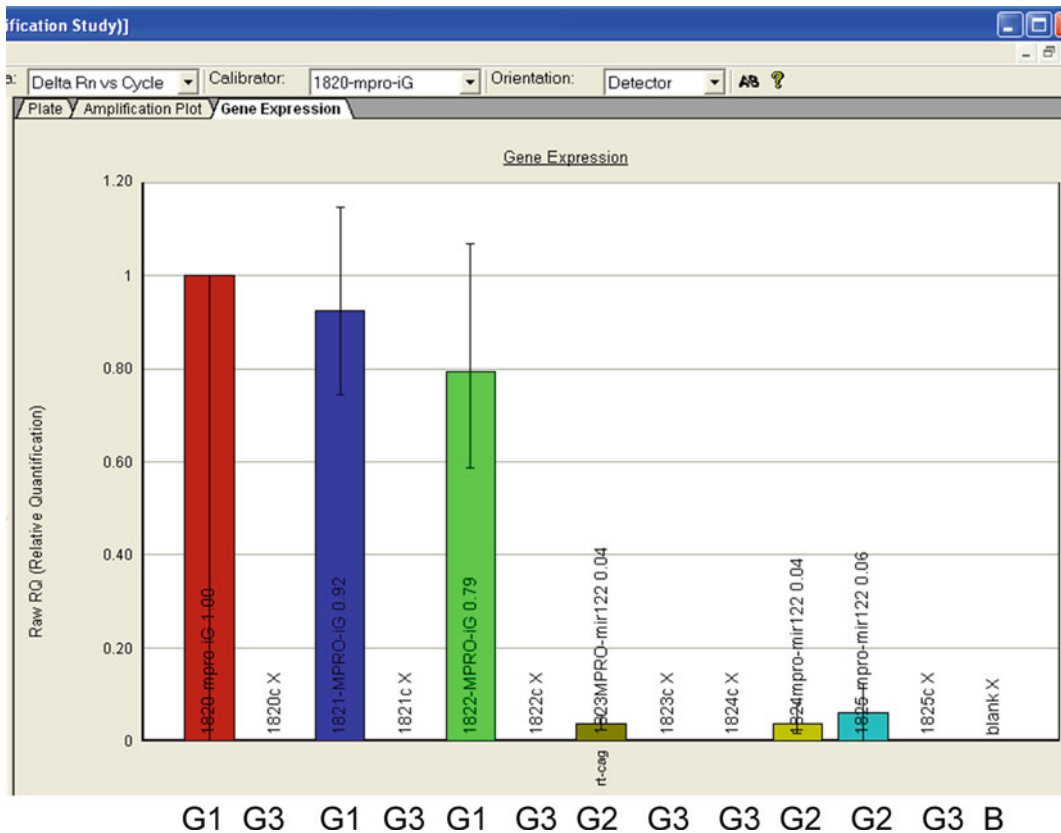 ification Study)]
a: Delta Rn vs Cycle Calibrator: 1820-mpro-iG Orientation: Detector AB ?
Plate Amplification Plot Gene Expression
Gene Expression
Raw RQ (Relative Quantification)
1.20
1
0.80
0.60
0.40
0.20
0
1820-mpro-iG 1.00
1820c X
1821-MPRO-iG 0.92
1821c X
1822-MPRO-iG 0.79
1822c X
1823MPRO-mir122 0.04
1823c X
1824c X
1824mpro-mir122 0.04
1825-mpro-mir122 0.06
1825c X
blank X
rt-cag
G1 G3 G1 G3 G1 G3 G2 G3 G3 G2 G2 G3 B